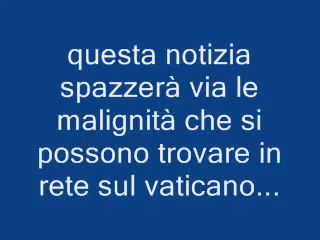 questa notizia
spazzerà via le
malignità che si
possono trovare in
rete sul vaticano...